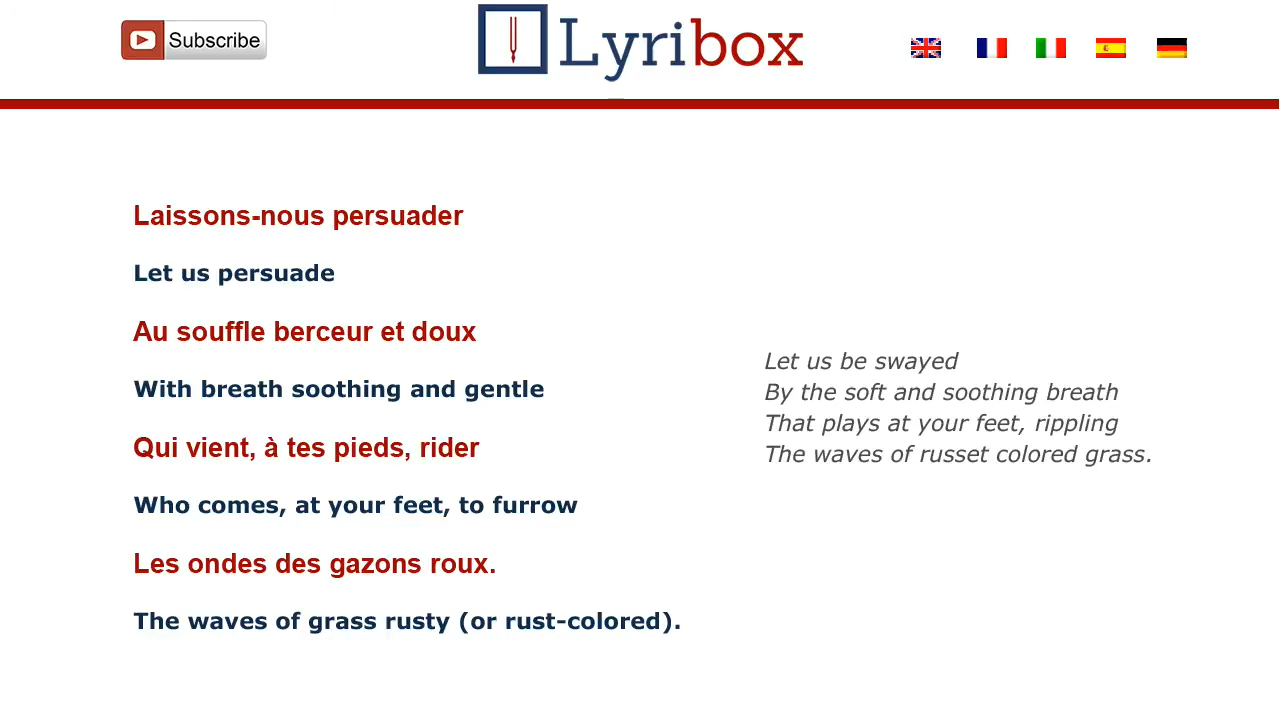 Subscribe
Lyribox
Laissons-nous persuader
Let us persuade
Au souffle berceur et doux
With breath soothing and gentle
Qui vient, à tes pieds, rider
Who comes, at your feet, to furrow
Les ondes des gazons roux.
The waves of grass rusty (or rust-colored).
Let us be swayed
By the soft and soothing breath
That plays at your feet, rippling
The waves of russet colored grass.